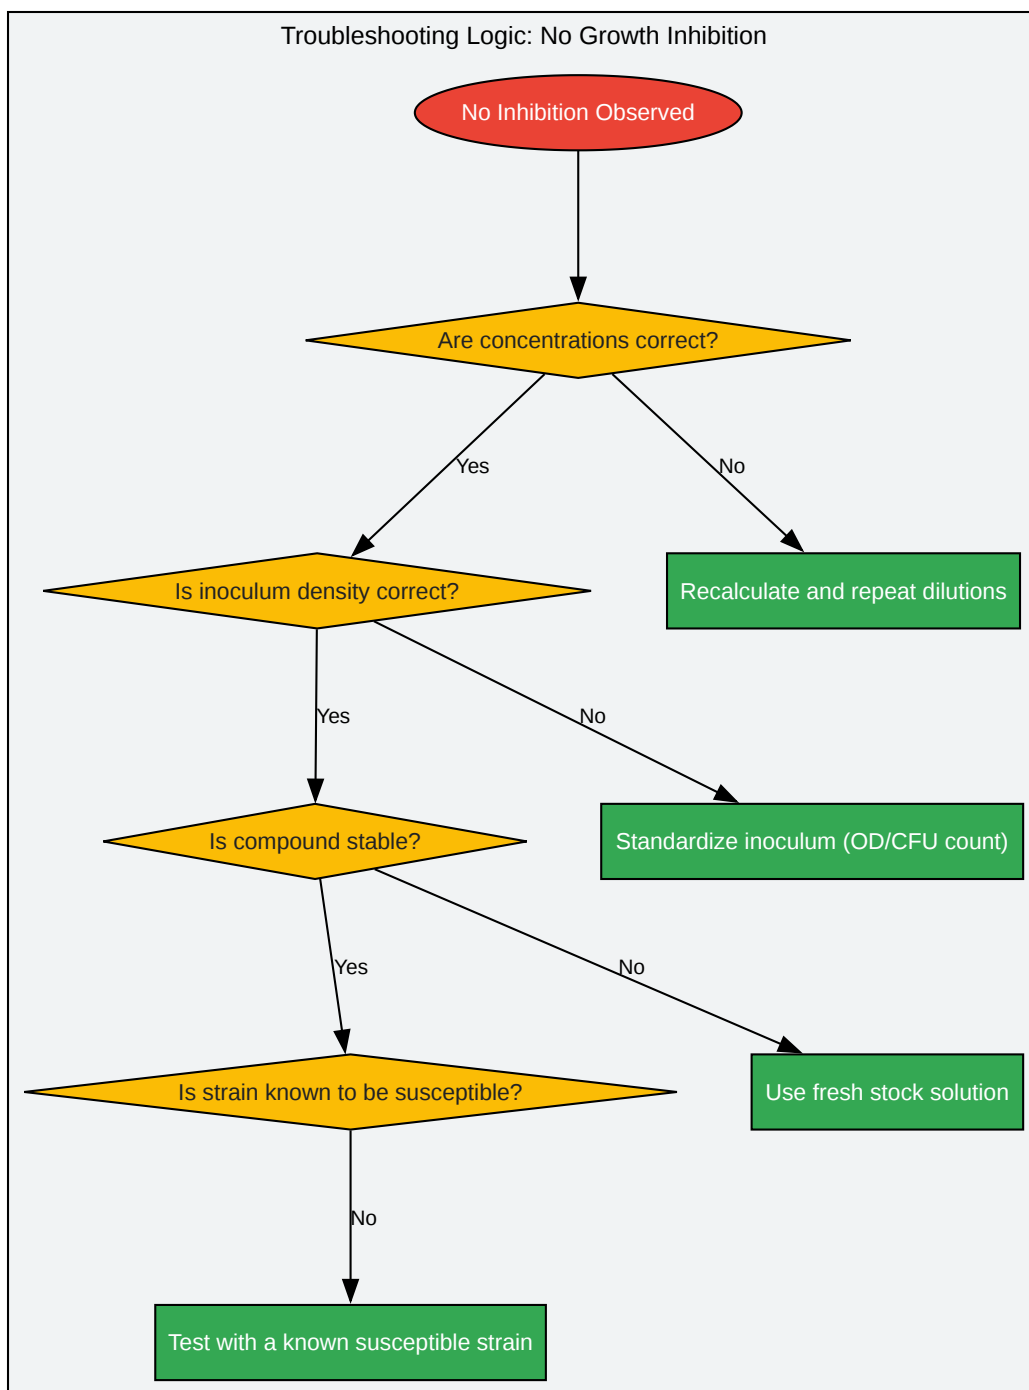 Troubleshooting Logic: No Growth Inhibition
No Inhibition Observed
Are concentrations correct?
Yes
No
Is inoculum density correct?
Recalculate and repeat dilutions
Yes
No
Is compound stable?
Standardize inoculum (OD/CFU count)
Yes
No
Is strain known to be susceptible?
Use fresh stock solution
No
Test with a known susceptible strain